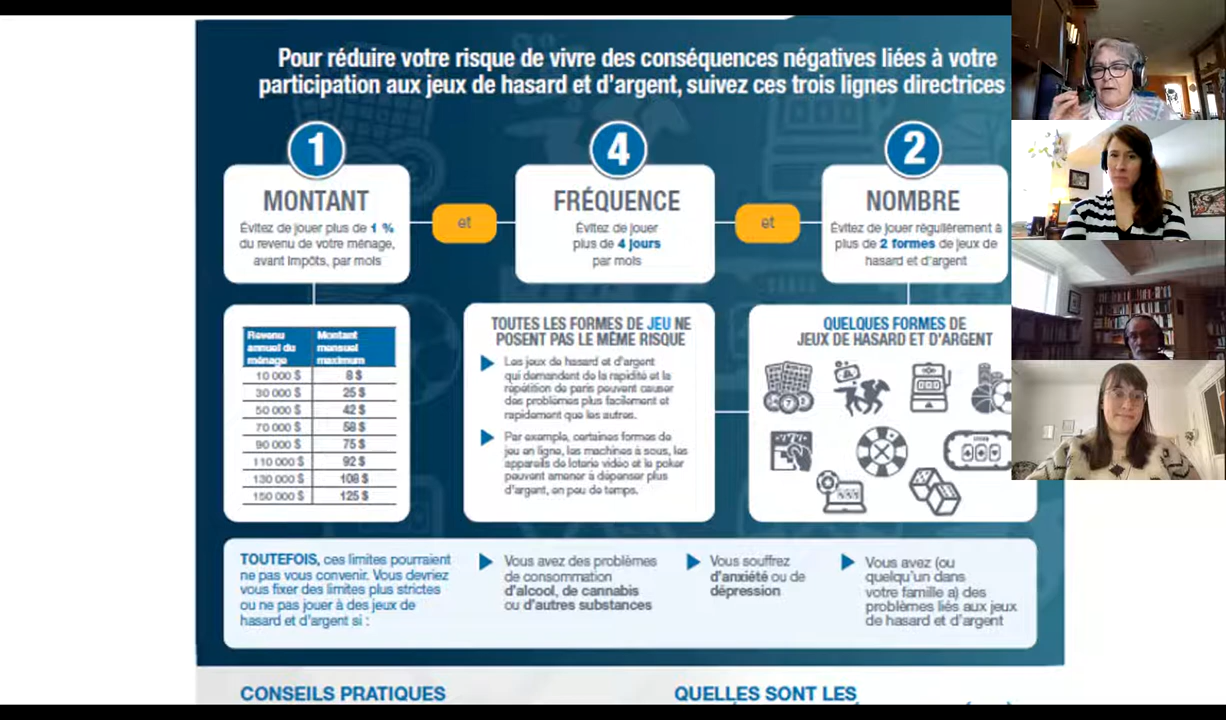 Pour réduire votre risque de vivre des conséquences négatives liées à votre
participation aux jeux de hasard et d'argent, suivez ces trois lignes directrices
1
MONTANT
Évitez de jouer plus de 1 %
du revenu de votre ménage,
avant impôts, par mois
et
4
FRÉQUENCE
Évitez de jouer
plus de 4 jours
par mois
et
2
NOMBRE
Évitez de jouer régulièrement à
plus de 2 formes de jeux de
hasard et d'argent
Revenu annuel du ménage Montant mensuel maximum
10 000 $ 8 $
30 000 $ 25 $
50 000 $ 42 $
70 000 $ 58 $
90 000 $ 75 $
110 000 $ 92 $
130 000 $ 108 $
150 000 $ 125 $
TOUTES LES FORMES DE JEU NE
POSENT PAS LE MÊME RISQUE
Les jeux de hasard et d'argent
qui demandent de la rapidité et la
répétition de paris peuvent causer
des problèmes plus facilement et
rapidement que les autres.
Par exemple, certaines formes de
jeu en ligne, les machines à sous, les
appareils de loterie vidéo et le poker
peuvent amener à dépenser plus
d'argent, en peu de temps.
QUELQUES FORMES DE
JEUX DE HASARD ET D'ARGENT
TOUTEFOIS, ces limites pourraient
ne pas vous convenir. Vous devriez
vous fixer des limites plus strictes
ou ne pas jouer à des jeux de
hasard et d'argent si :
Vous avez des problèmes
de consommation
d'alcool, de cannabis
ou d'autres substances
Vous souffrez
d'anxiété ou de
dépression
Vous avez (ou
quelqu'un dans
votre famille a) des
problèmes liés aux jeux
de hasard et d'argent
CONSEILS PRATIQUES
QUELLES SONT LES